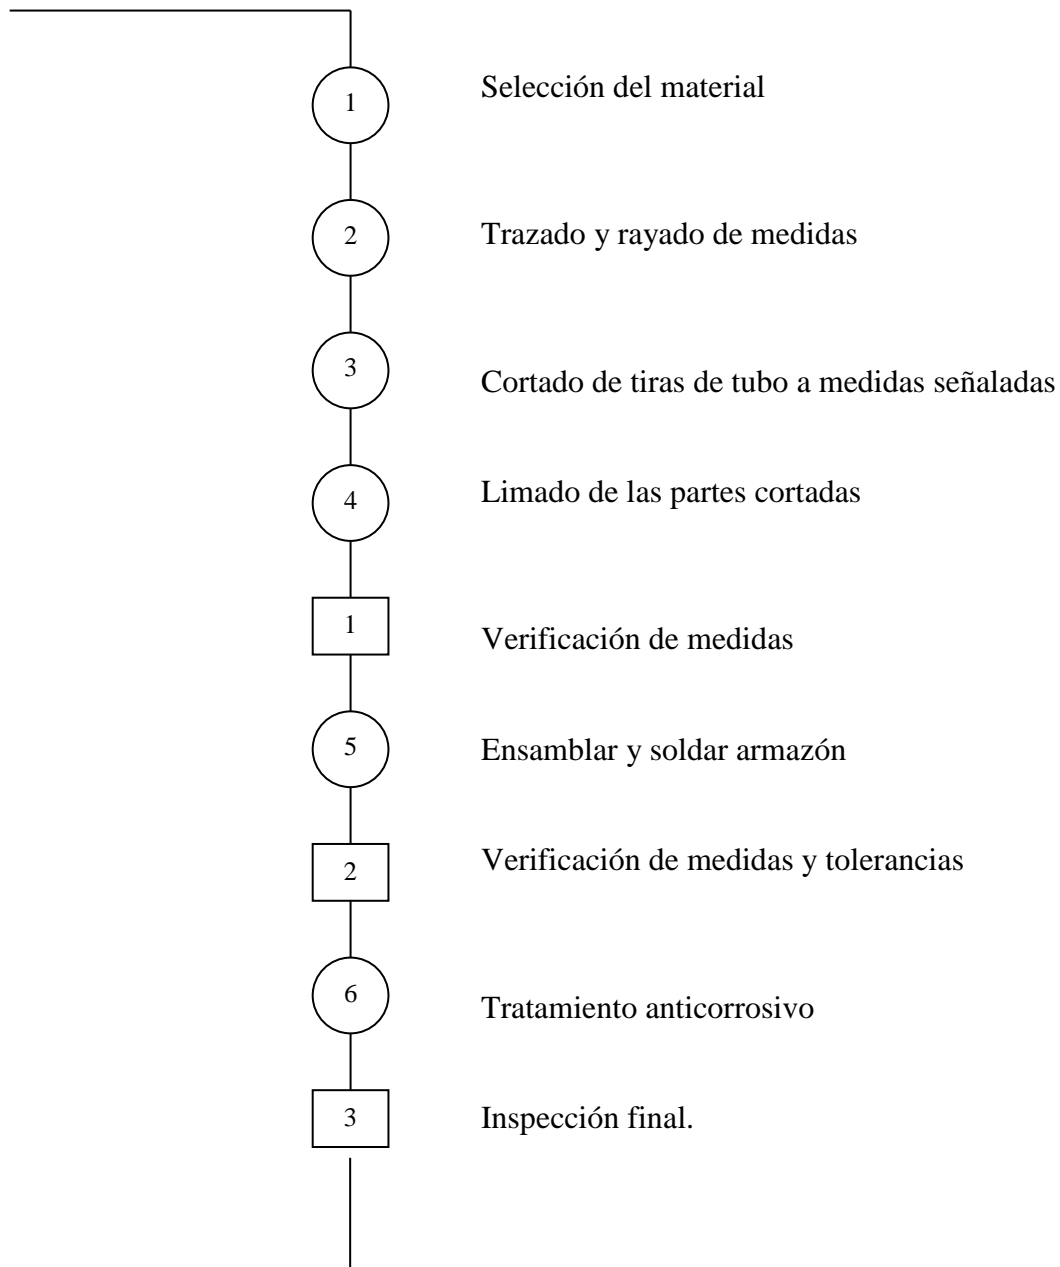 1
Selección del material
2
Trazado y rayado de medidas
3
Cortado de tiras de tubo a medidas señaladas
4
Limado de las partes cortadas
1
Verificación de medidas
5
Ensamblar y soldar armazón
2
Verificación de medidas y tolerancias
6
Tratamiento anticorrosivo
3
Inspección final.